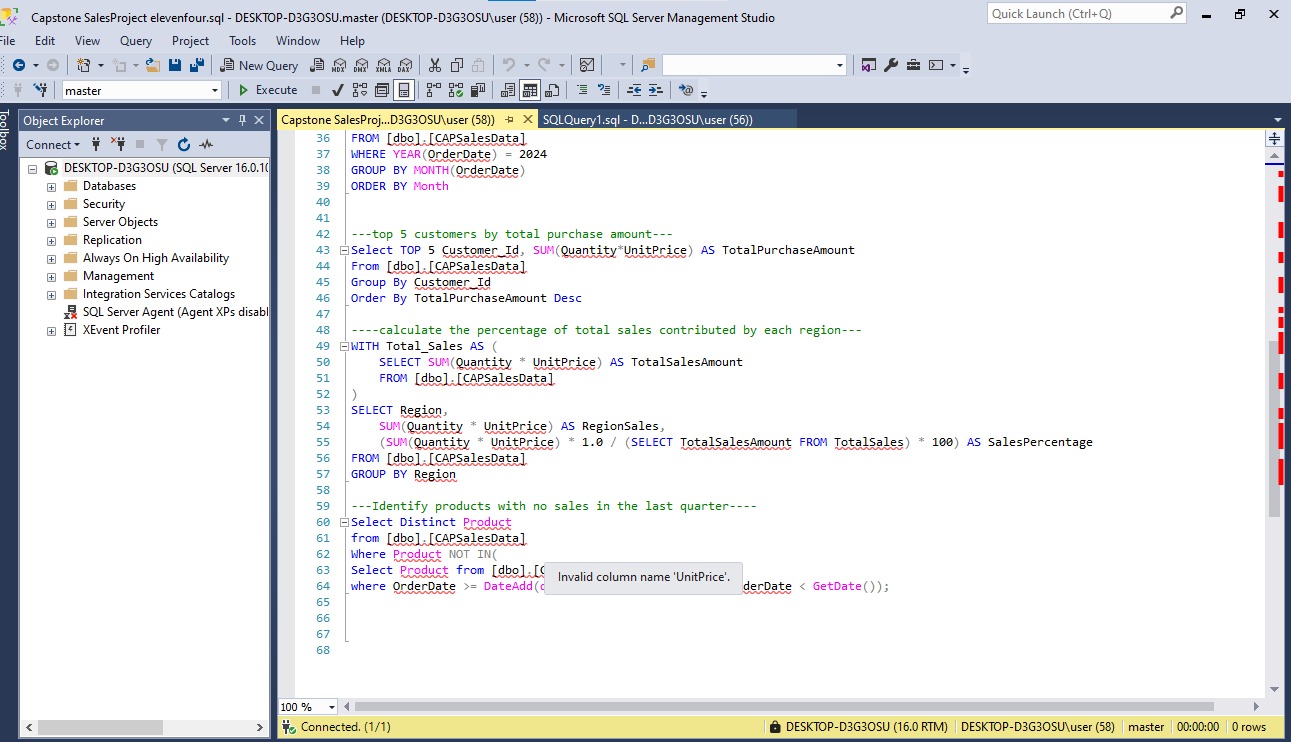 Capstone SalesProject elevenfour.sql - DESKTOP-D3G3OSU.master (DESKTOP-D3G3OSU\user (58)) - Microsoft SQL Server Management Studio
Quick Launch (Ctrl+Q)
File Edit View Query Project Tools Window Help
New Query MDX DMX XMLA DAX
master Execute
Toolbox
Object Explorer
Connect
DESKTOP-D3G3OSU (SQL Server 16.0.10
Databases
Security
Server Objects
Replication
Always On High Availability
Management
Integration Services Catalogs
SQL Server Agent (Agent XPs disabl
XEvent Profiler
Capstone SalesProj...D3G3OSU\user (58)) SQLQuery1.sql - D...D3G3OSU\user (56))
36 FROM [dbo].[CAPSalesData]
37 WHERE YEAR(OrderDate) = 2024
38 GROUP BY MONTH(OrderDate)
39 ORDER BY Month
40
41
42 ---top 5 customers by total purchase amount---
43 Select TOP 5 Customer_Id, SUM(Quantity*UnitPrice) AS TotalPurchaseAmount
44 From [dbo].[CAPSalesData]
45 Group By Customer_Id
46 Order By TotalPurchaseAmount Desc
47
48 ----calculate the percentage of total sales contributed by each region---
49 WITH Total_Sales AS (
50 SELECT SUM(Quantity * UnitPrice) AS TotalSalesAmount
51 FROM [dbo].[CAPSalesData]
52 )
53 SELECT Region,
54 SUM(Quantity * UnitPrice) AS RegionSales,
55 (SUM(Quantity * UnitPrice) * 1.0 / (SELECT TotalSalesAmount FROM TotalSales) * 100) AS SalesPercentage
56 FROM [dbo].[CAPSalesData]
57 GROUP BY Region
58
59 ---Identify products with no sales in the last quarter----
60 Select Distinct Product
61 from [dbo].[CAPSalesData]
62 Where Product NOT IN(
63 Select Product from [dbo].[C
Invalid column name 'UnitPrice'.
64 where OrderDate >= DateAdd( derDate < GetDate());
65
66
67
68
100 %
Connected. (1/1) DESKTOP-D3G3OSU (16.0 RTM) DESKTOP-D3G3OSU\user (58) master 00:00:00 0 rows